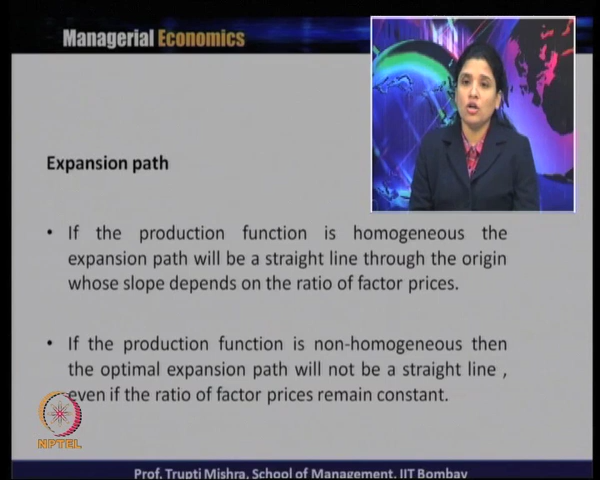 Managerial Economics
Expansion path
• If the production function is homogeneous the
expansion path will be a straight line through the origin
whose slope depends on the ratio of factor prices.
• If the production function is non-homogeneous then
the optimal expansion path will not be a straight line ,
even if the ratio of factor prices remain constant.
NPTEL
Prof. Trupti Mishra, School of Management, IIT Bombay